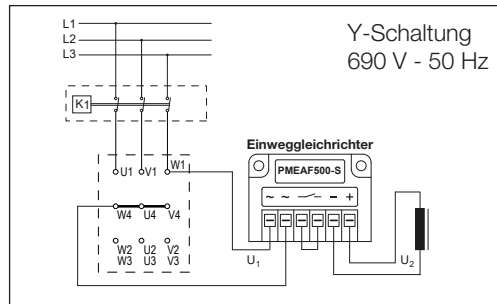 L1
L2
L3
Y-Schaltung
690 V - 50 Hz
K1
Einweggleichrichter
PMEAF500-S
U1 V1 W1
~ ~ − +
W4 U4 V4
W2 U2 V2
W3 U3 V3
U1
U2